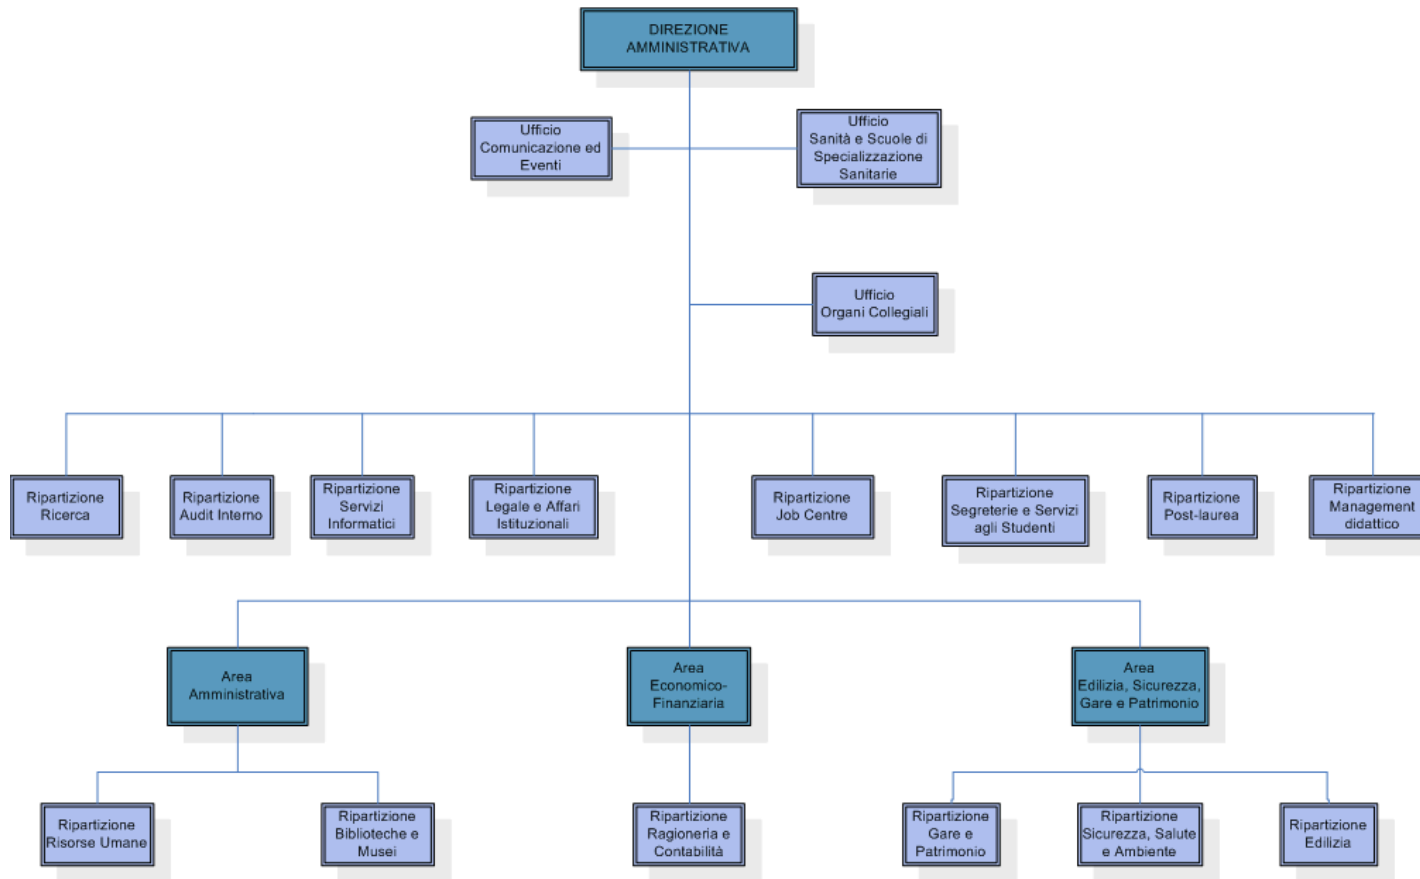 DIREZIONE
AMMINISTRATIVA
Ufficio
Comunicazione ed
Eventi
Ufficio
Sanità e Scuole di
Specializzazione
Sanitarie
Ufficio
Organi Collegiali
Ripartizione
Ricerca
Ripartizione
Audit Interno
Ripartizione
Servizi
Informatici
Ripartizione
Legale e Affari
Istituzionali
Ripartizione
Job Centre
Ripartizione
Segreterie e Servizi
agli Studenti
Ripartizione
Post-laurea
Ripartizione
Management
didattico
Area
Amministrativa
Area
Economico-
Finanziaria
Area
Edilizia, Sicurezza,
Gare e Patrimonio
Ripartizione
Risorse Umane
Ripartizione
Biblioteche e
Musei
Ripartizione
Ragioneria e
Contabilità
Ripartizione
Gare e
Patrimonio
Ripartizione
Sicurezza, Salute
e Ambiente
Ripartizione
Edilizia